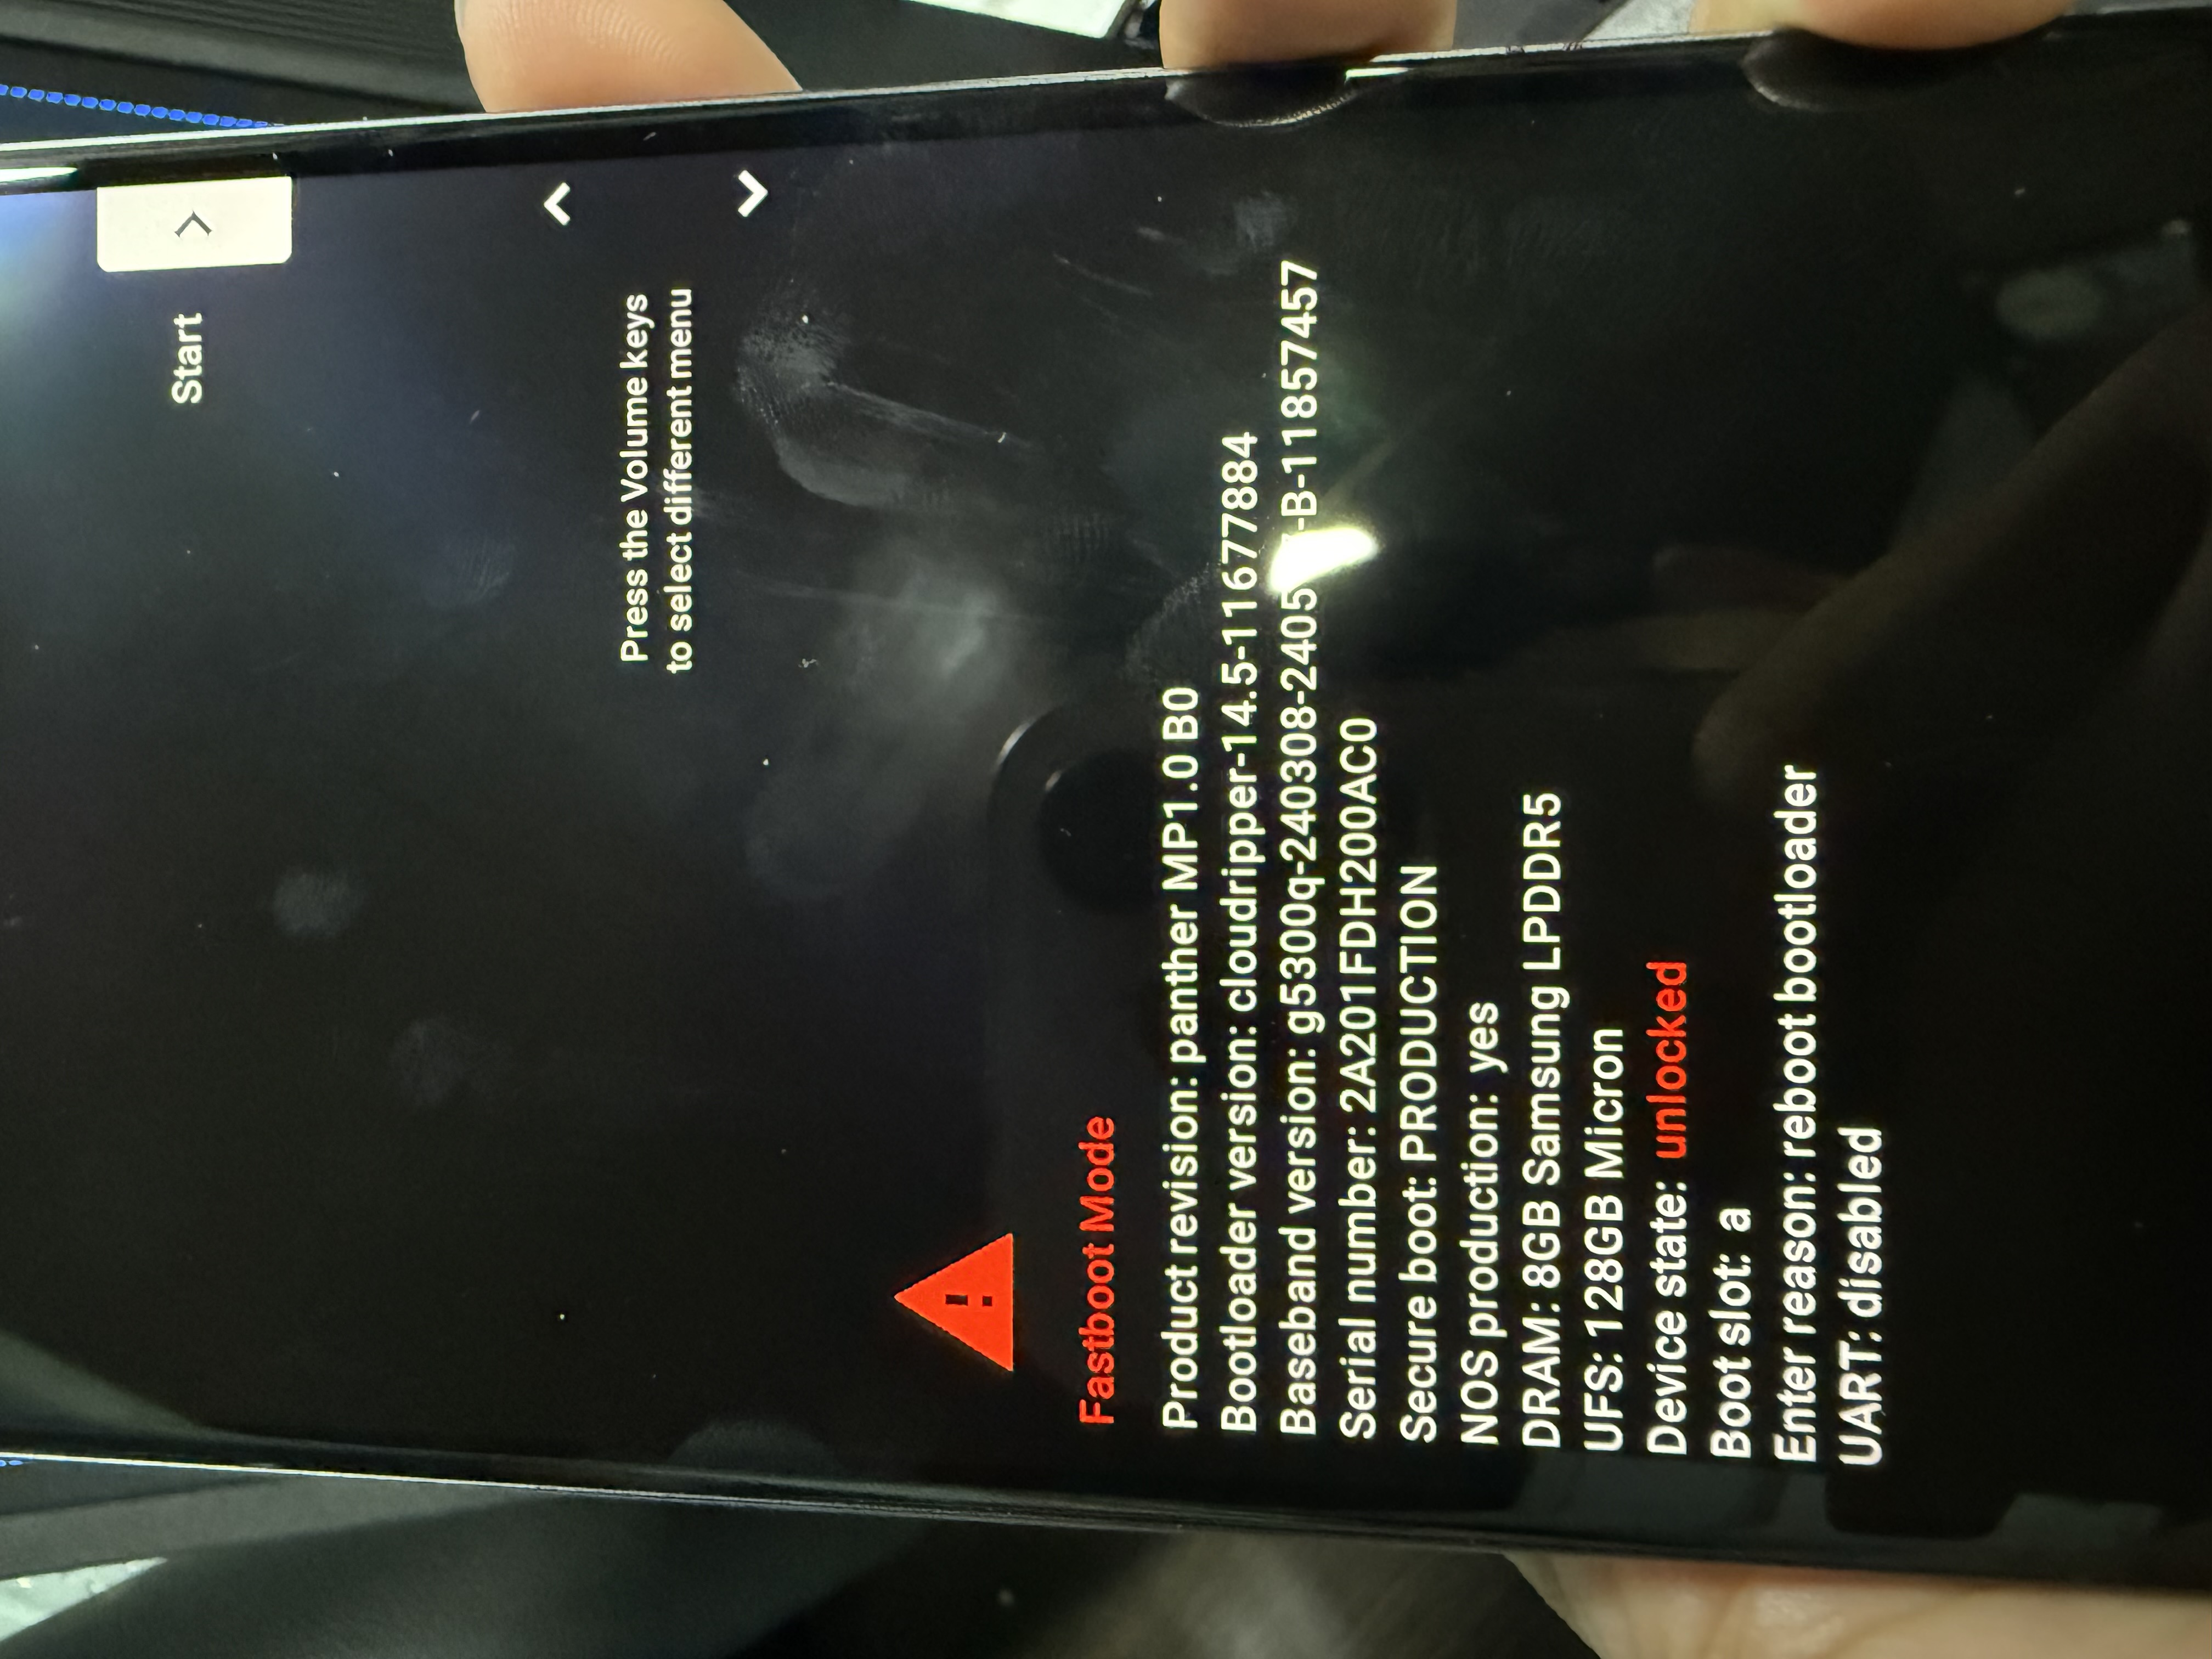 Start
Press the Volume keys
to select different menu
Fastboot Mode
Product revision: panther MP1.0 B0
Bootloader version: cloudripper-14.5-11677884
Baseband version:
Serial number: 2A201FDH200AC0
Secure boot: PRODUCTION
NOS production: yes
DRAM: 8GB Samsung LPDDR5
UFS: 128GB Micron
Device state: unlocked
Boot slot: a
Enter reason: reboot bootloader
UART: disabled